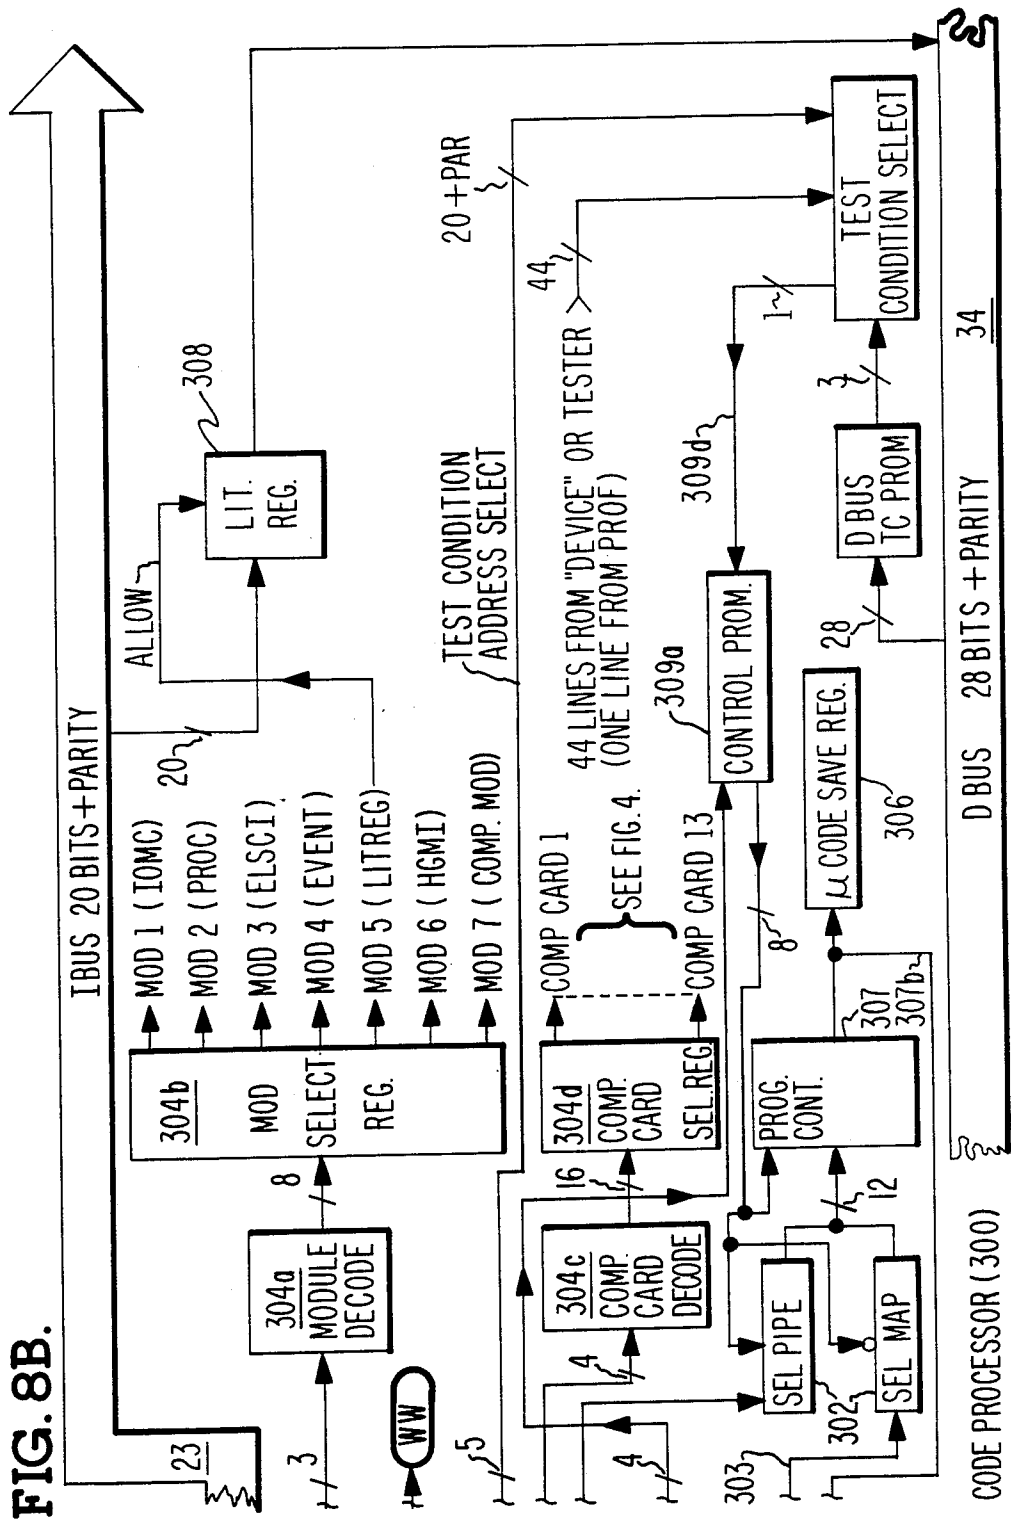 FIG. 8B.
IBUS 20 BITS+PARITY
23
3
304a
MODULE
DECODE
8
304b
MOD
SELECT
REG.
MOD 1 (IOMC)
MOD 2 (PROC)
MOD 3 (ELSCI)
MOD 4 (EVENT)
MOD 5 (LITREG)
MOD 6 (HGMI)
MOD 7 (COMP. MOD)
20
ALLOW
LIT.
REG.
308
WW
5
TEST CONDITION
ADDRESS SELECT
20+PAR
4
304c
COMP.
CARD
DECODE
16
304d
COMP.
CARD
SEL.REG
COMP CARD 1
SEE FIG. 4.
COMP CARD 13
44 LINES FROM "DEVICE" OR TESTER
(ONE LINE FROM PROF)
44
4
309a
CONTROL PROM.
309d
1
TEST
CONDITION SELECT
8
303
302
SEL PIPE
SEL MAP
12
PROG.
CONT.
307
307b
μ CODE SAVE REG.
306
28
D BUS
TC PROM
3
D BUS 28 BITS + PARITY
34
CODE PROCESSOR (300)